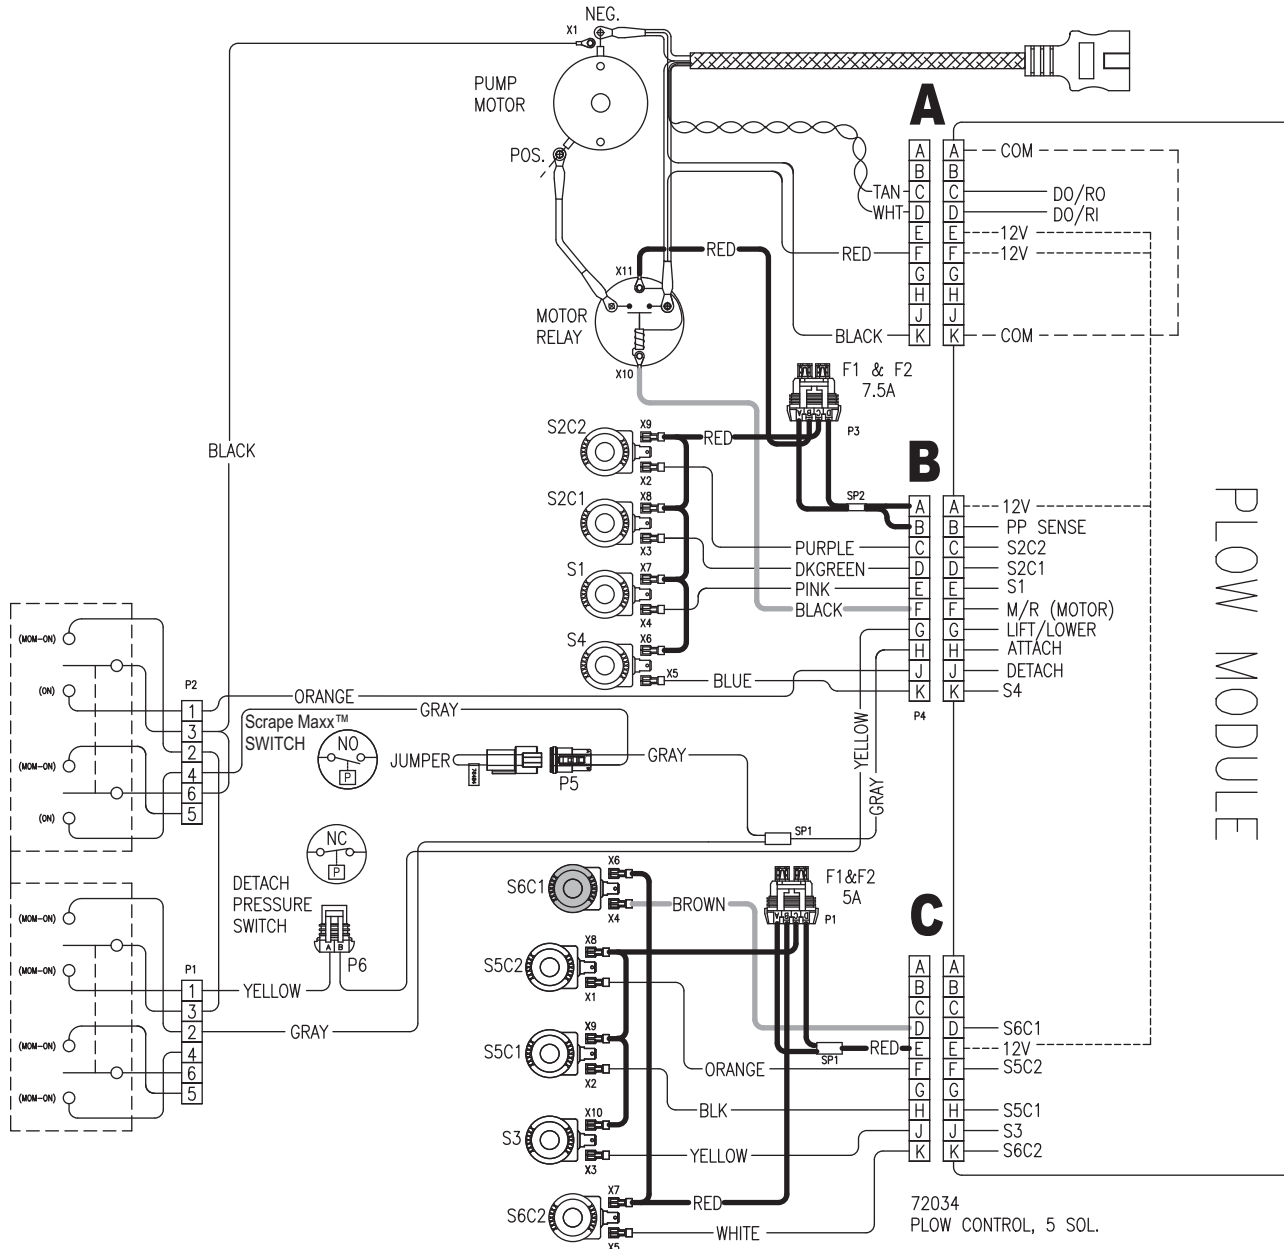 NEG.
X1
PUMP
MOTOR
POS.
A
A
B
C
D
E
F
G
H
J
K
A
B
C
D
E
F
G
H
J
K
COM
TAN
WHT
DO/RO
DO/RI
12V
12V
RED
RED
X11
MOTOR
RELAY
X10
BLACK
COM
F1 & F2
7.5A
A B C D
P3
BLACK
S2C2
X9
RED
X2
S2C1
X8
X3
S1
X7
X4
S4
X6
X5
SP2
B
A
B
C
D
E
F
G
H
J
K
P4
A
B
C
D
E
F
G
H
J
K
12V
PP SENSE
S2C2
S2C1
S1
M/R (MOTOR)
LIFT/LOWER
ATTACH
DETACH
S4
PURPLE
DKGREEN
PINK
BLACK
BLUE
PLOW MODULE
(MOM-ON)
(ON)
(MOM-ON)
(ON)
P2
1
3
2
4
6
5
ORANGE
GRAY
Scrape Maxx™
SWITCH
NO
P
JUMPER
P5
GRAY
YELLOW
GRAY
SP1
NC
P
DETACH
PRESSURE
SWITCH
A B
P6
(MOM-ON)
(MOM-ON)
(MOM-ON)
(MOM-ON)
P1
1
3
2
4
6
5
YELLOW
GRAY
S6C1
X6
X4
BROWN
F1&F2
5A
A B C D
P1
S5C2
X8
X1
S5C1
X9
X2
S3
X10
X3
S6C2
X7
X5
ORANGE
BLK
YELLOW
RED
WHITE
SP1
RED
C
A
B
C
D
E
F
G
H
J
K
A
B
C
D
E
F
G
H
J
K
S6C1
12V
S5C2
S5C1
S3
S6C2
72034
PLOW CONTROL, 5 SOL.